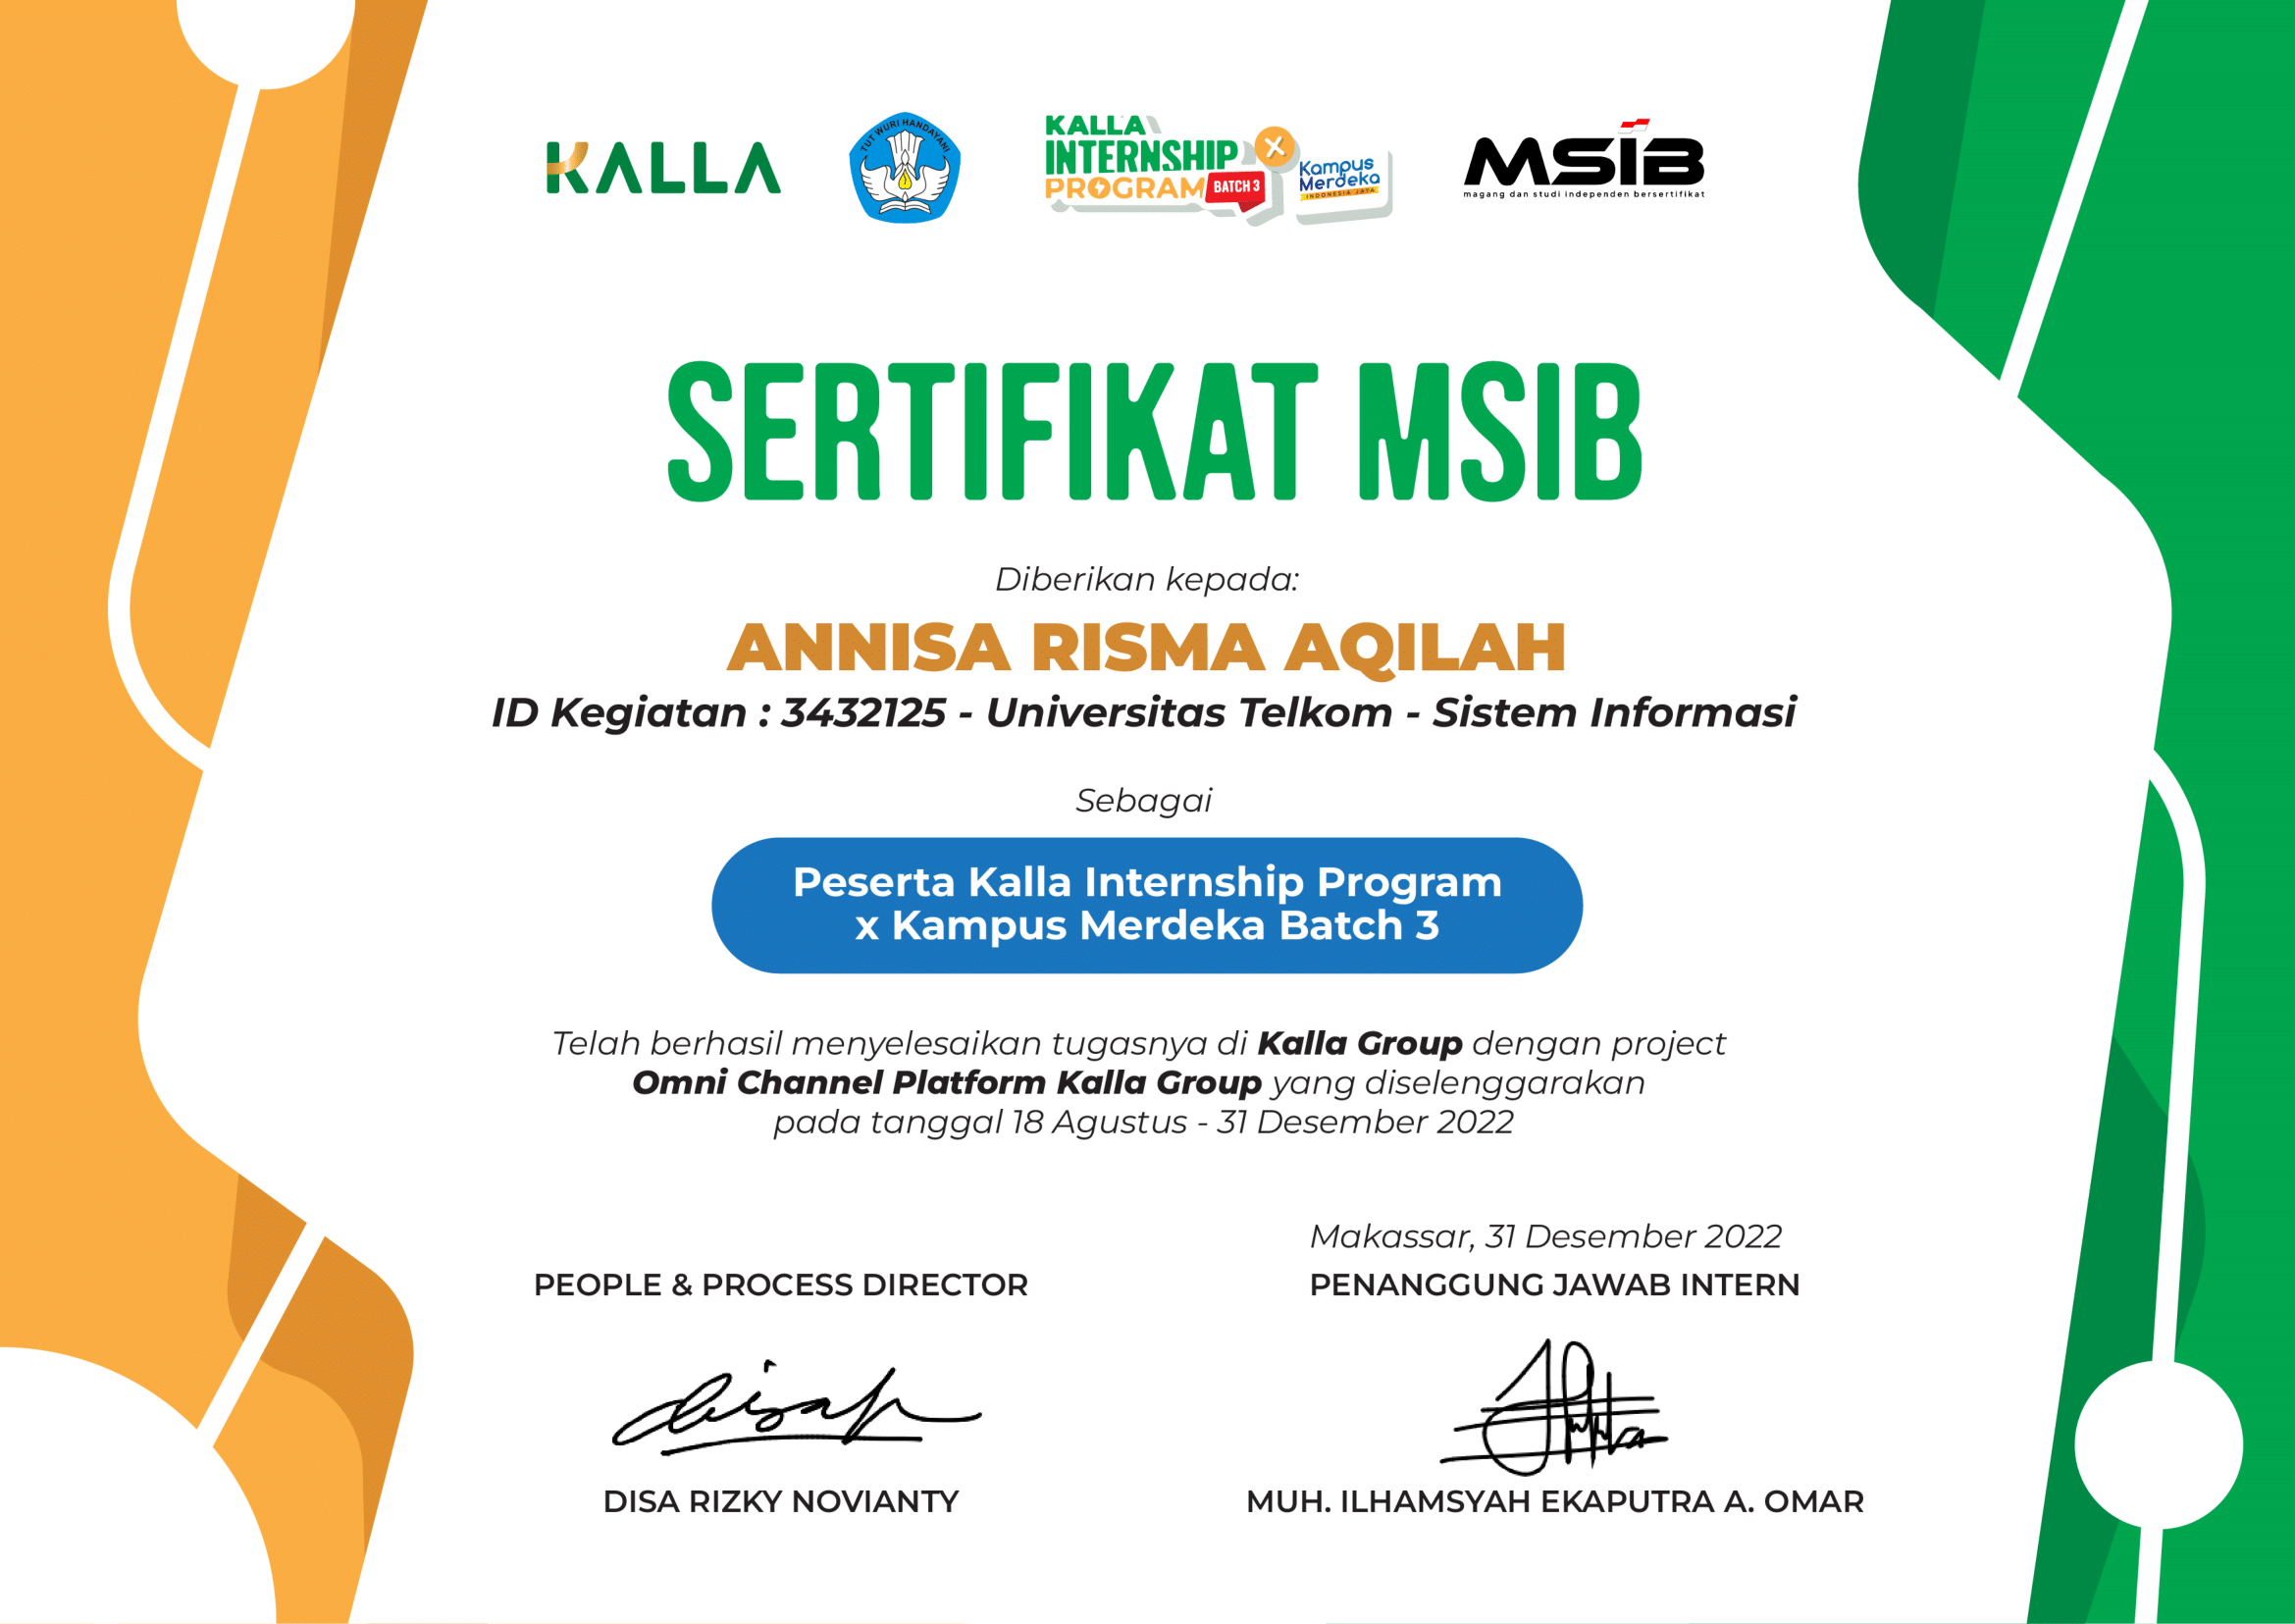 KALLA
TUT WURI HANDAYANI
KALLA
INTERNSHIP
PROGRAM BATCH 3
X
Kampus
Merdeka
INDONESIA JAYA
MSIB
magang dan studi independen bersertifikat
SERTIFIKAT MSIB
Diberikan kepada:
ANNISA RISMA AQILAH
ID Kegiatan : 3432125 - Universitas Telkom - Sistem Informasi
Sebagai
Peserta Kalla Internship Program
x Kampus Merdeka Batch 3
Telah berhasil menyelesaikan tugasnya di Kalla Group dengan project
Omni Channel Platform Kalla Group yang diselenggarakan
pada tanggal 18 Agustus - 31 Desember 2022
Makassar, 31 Desember 2022
PEOPLE & PROCESS DIRECTOR
PENANGGUNG JAWAB INTERN
DISA RIZKY NOVIANTY
MUH. ILHAMSYAH EKAPUTRA A. OMAR